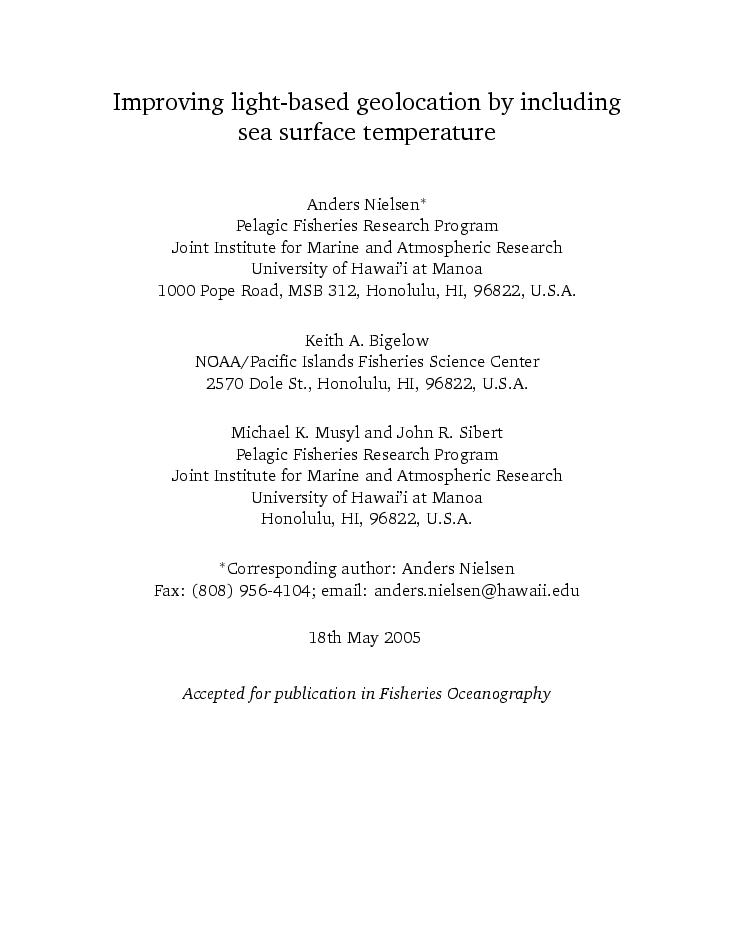 Improving light-based geolocation by including
sea surface temperature
Anders Nielsen*
Pelagic Fisheries Research Program
Joint Institute for Marine and Atmospheric Research
University of Hawai'i at Manoa
1000 Pope Road, MSB 312, Honolulu, HI, 96822, U.S.A.
Keith A. Bigelow
NOAA/Pacific Islands Fisheries Science Center
2570 Dole St., Honolulu, HI, 96822, U.S.A.
Michael K. Musyl and John R. Sibert
Pelagic Fisheries Research Program
Joint Institute for Marine and Atmospheric Research
University of Hawai'i at Manoa
Honolulu, HI, 96822, U.S.A.
*Corresponding author: Anders Nielsen
Fax: (808) 956-4104; email: anders.nielsen@hawaii.edu
18th May 2005
Accepted for publication in Fisheries Oceanography